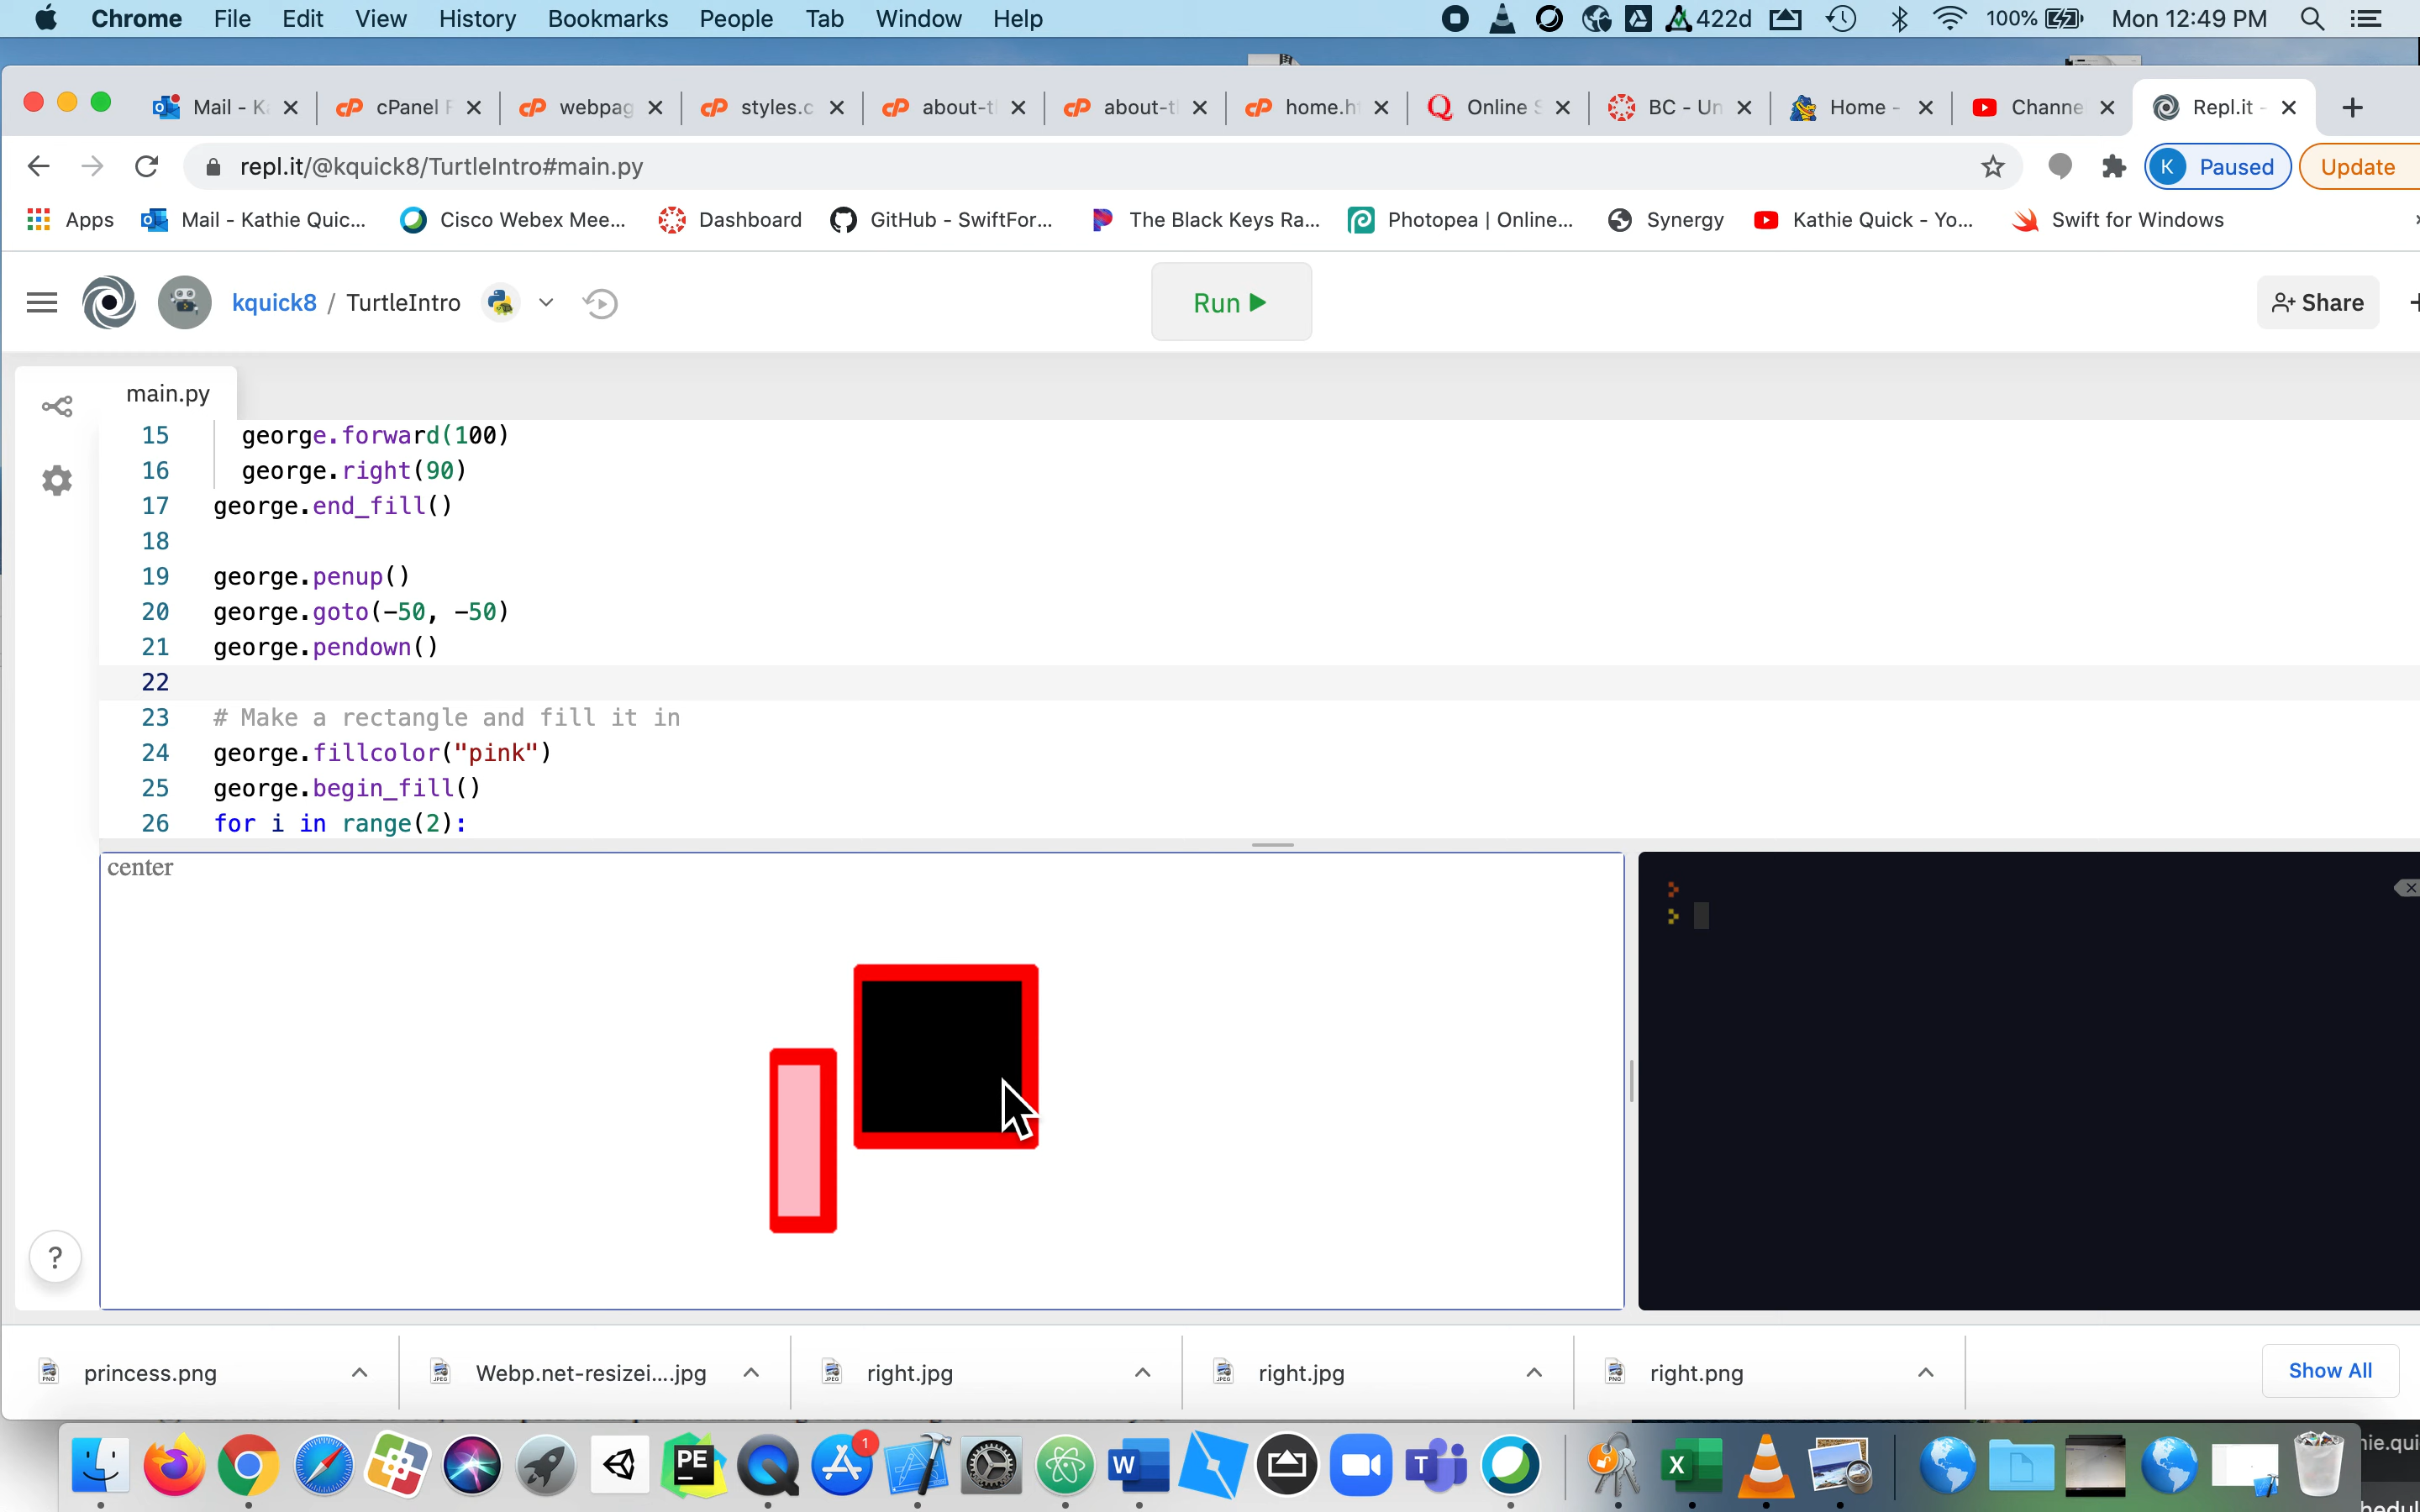 Chrome File Edit View History Bookmarks People Tab Window Help 422d 100% Mon 12:49 PM
Mail - K cPanel F webpag styles.c about-t about-t home.h Online S BC - Un Home - Channe Repl.it -
repl.it/@kquick8/TurtleIntro#main.py K Paused Update
Apps Mail - Kathie Quic... Cisco Webex Mee... Dashboard GitHub - SwiftFor... The Black Keys Ra... Photopea | Online... Synergy Kathie Quick - Yo... Swift for Windows
kquick8 / TurtleIntro Run Share
main.py
15 george.forward(100)
16 george.right(90)
17 george.end_fill()
18
19 george.penup()
20 george.goto(-50, -50)
21 george.pendown()
22
23 # Make a rectangle and fill it in
24 george.fillcolor("pink")
25 george.begin_fill()
26 for i in range(2):
center
?
princess.png Webp.net-resizei....jpg right.jpg right.jpg right.png Show All
PE 1 W T X